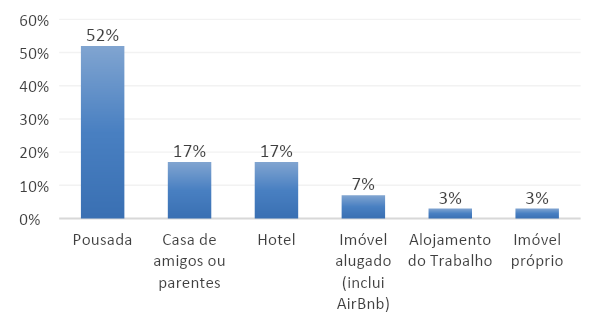 60%
50%
40%
30%
20%
10%
0%
52%
17%
17%
7%
3%
3%
Pousada
Casa de
amigos ou
parentes
Hotel
Imóvel
alugado
(inclui
AirBnb)
Alojamento
do Trabalho
Imóvel
próprio